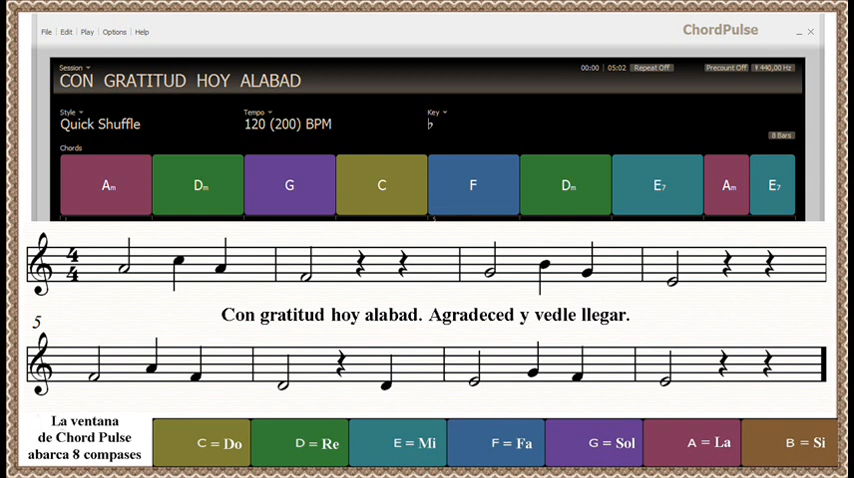 File Edit Play Options Help
ChordPulse
Session
00:00 05:02 Repeat Off Precount Off 440,00 Hz
CON GRATITUD HOY ALABAD
Style Tempo Key
Quick Shuffle 120 (200) BPM b
8 Bars
Chords
Am Dm G C F Dm E7 Am E7
4
4
Con gratitud hoy alabad. Agradeced y vedle llegar.
5
La ventana
de Chord Pulse
abarca 8 compases
C = Do D = Re E = Mi F = Fa G = Sol A = La B = Si